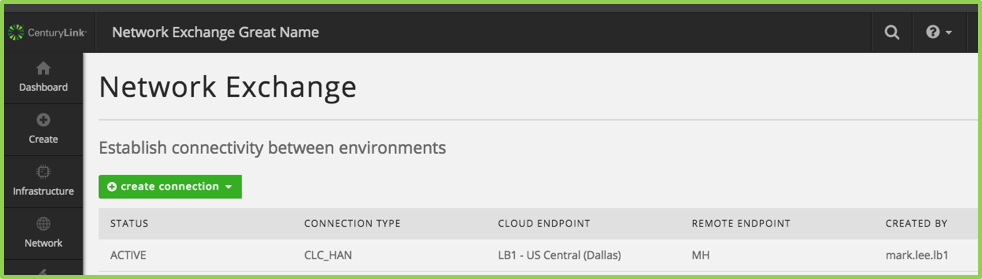 CenturyLink® Network Exchange Great Name
Dashboard
Create
Infrastructure
Network
Network Exchange
Establish connectivity between environments
create connection
STATUS CONNECTION TYPE CLOUD ENDPOINT REMOTE ENDPOINT CREATED BY
ACTIVE CLC_HAN LB1 - US Central (Dallas) MH mark.lee.lb1